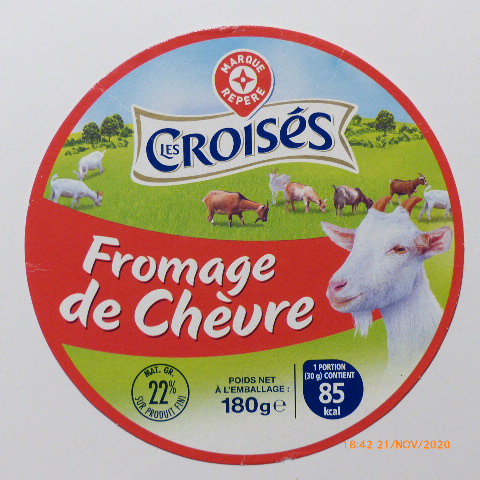 MARQUE
REPÈRE
LES CROISÉS
Fromage
de Chèvre
MAT. GR.
22%
SUR PRODUIT FINI
POIDS NET
À L'EMBALLAGE :
180g e
1 PORTION
(30 g) CONTIENT
85
kcal
18:42 21/NOV/2020